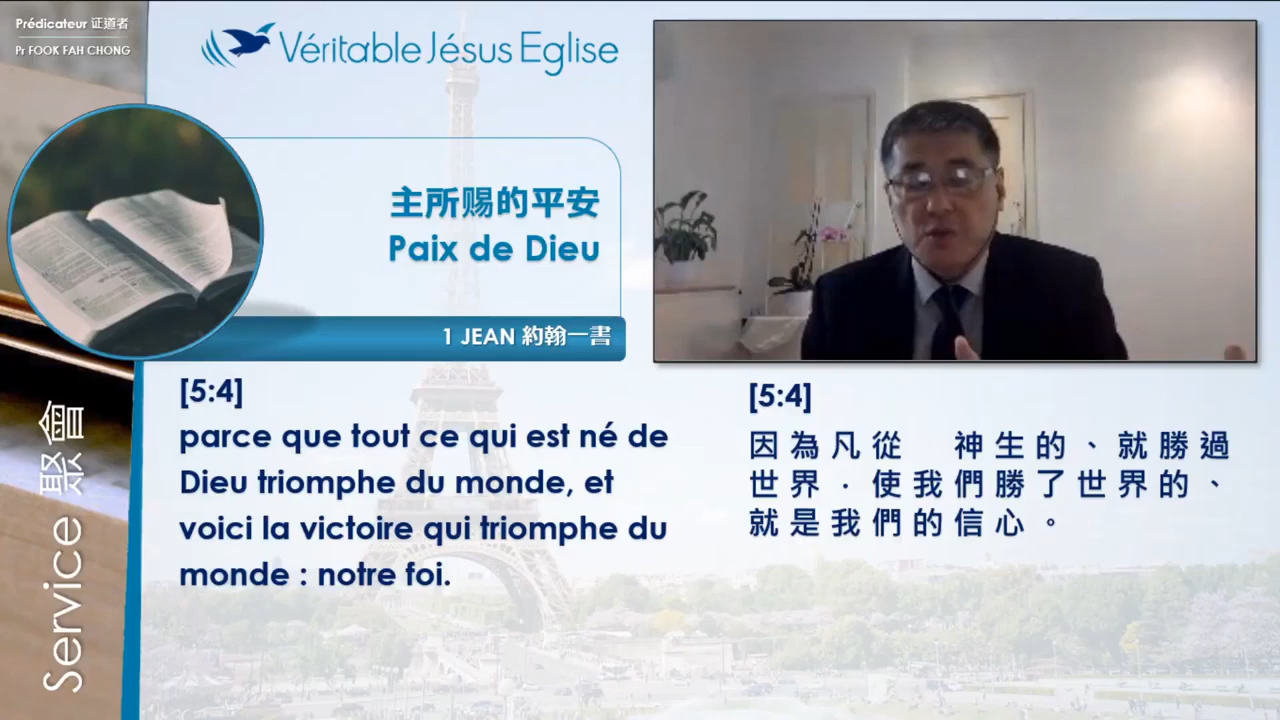 Prédicateur 证道者
Pr FOOK FAH CHONG
Véritable Jésus Eglise
主所赐的平安
Paix de Dieu
1 JEAN 約翰一書
[5:4]
parce que tout ce qui est né de
Dieu triomphe du monde, et
voici la victoire qui triomphe du
monde : notre foi.
[5:4]
因為凡從　神生的、就勝過
世界．使我們勝了世界的、
就是我們的信心。
Service 聚會